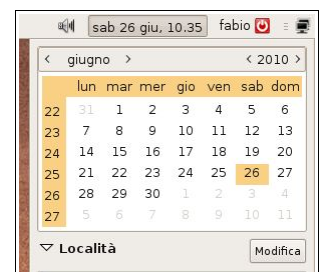 sab 26 giu, 10.35 fabio
< giugno > < 2010 >
lun mar mer gio ven sab dom
22 31 1 2 3 4 5 6
23 7 8 9 10 11 12 13
24 14 15 16 17 18 19 20
25 21 22 23 24 25 26 27
26 28 29 30 1 2 3 4
27 5 6 7 8 9 10 11
Località Modifica